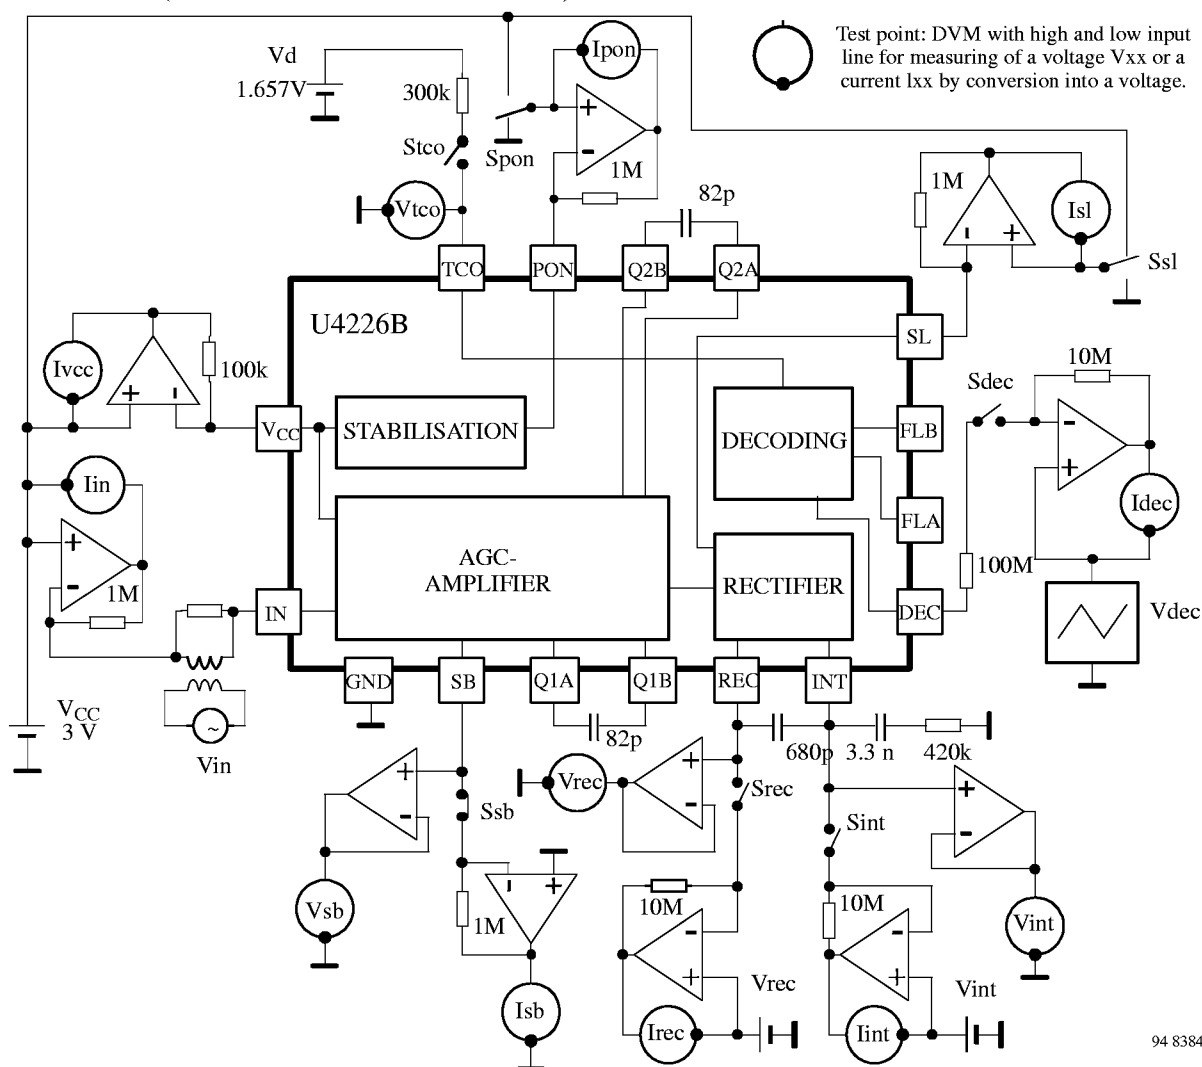 Test point: DVM with high and low input
line for measuring of a voltage Vxx or a
current lxx by conversion into a voltage.
Vd
1.657V
300k
Ipon
Stco
Spon
1M
82p
1M
Isl
Ssl
Vtco
TCO
PON
Q2B
Q2A
U4226B
SL
Ivcc
100k
10M
Sdec
VCC
STABILISATION
DECODING
FLB
Iin
Idec
FLA
AGC-
AMPLIFIER
RECTIFIER
100M
1M
IN
DEC
Vdec
GND
SB
Q1A
Q1B
REC
INT
VCC
3 V
Vin
82p
680p
3.3 n
420k
Vrec
Srec
Ssb
Sint
Vsb
1M
10M
10M
Vint
Vrec
Vint
Isb
Irec
Iint
94 8384